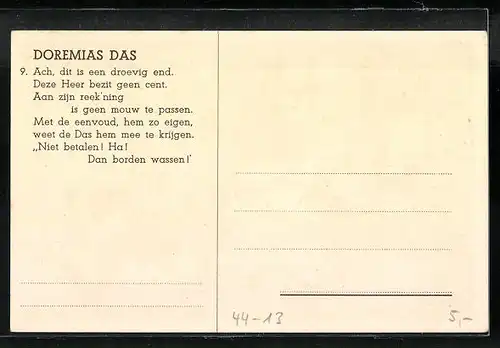 DOREMIAS DAS
9. Ach, dit is een droevig end.
Deze Heer bezit geen cent.
Aan zijn reek'ning
is geen mouw te passen.
Met de eenvoud, hem zo eigen,
weet de Das hem mee te krijgen.
„Niet betalen! Ha!
Dan borden wassen!'
44-13
5,-